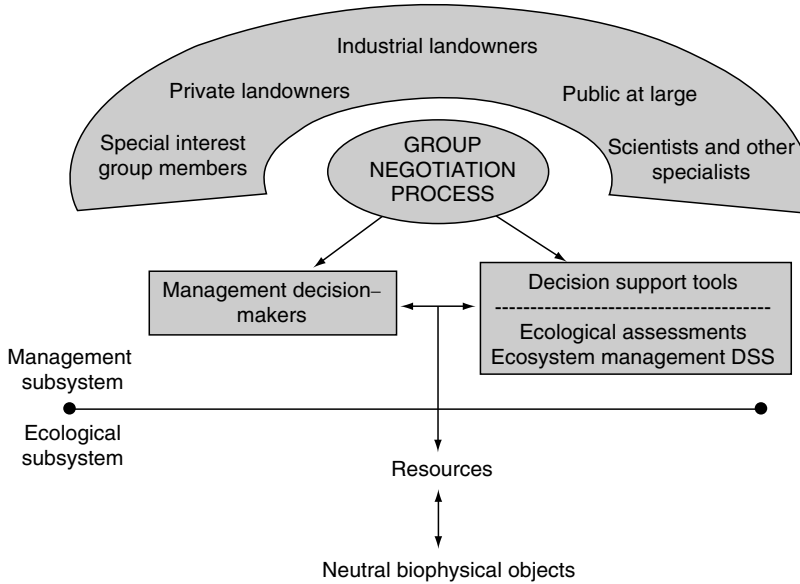 Industrial landowners
Private landowners
Public at large
Special interest
group members
GROUP
NEGOTIATION
PROCESS
Scientists and other
specialists
Management decision–
makers
Decision support tools
Ecological assessments
Ecosystem management DSS
Management
subsystem
Ecological
subsystem
Resources
Neutral biophysical objects